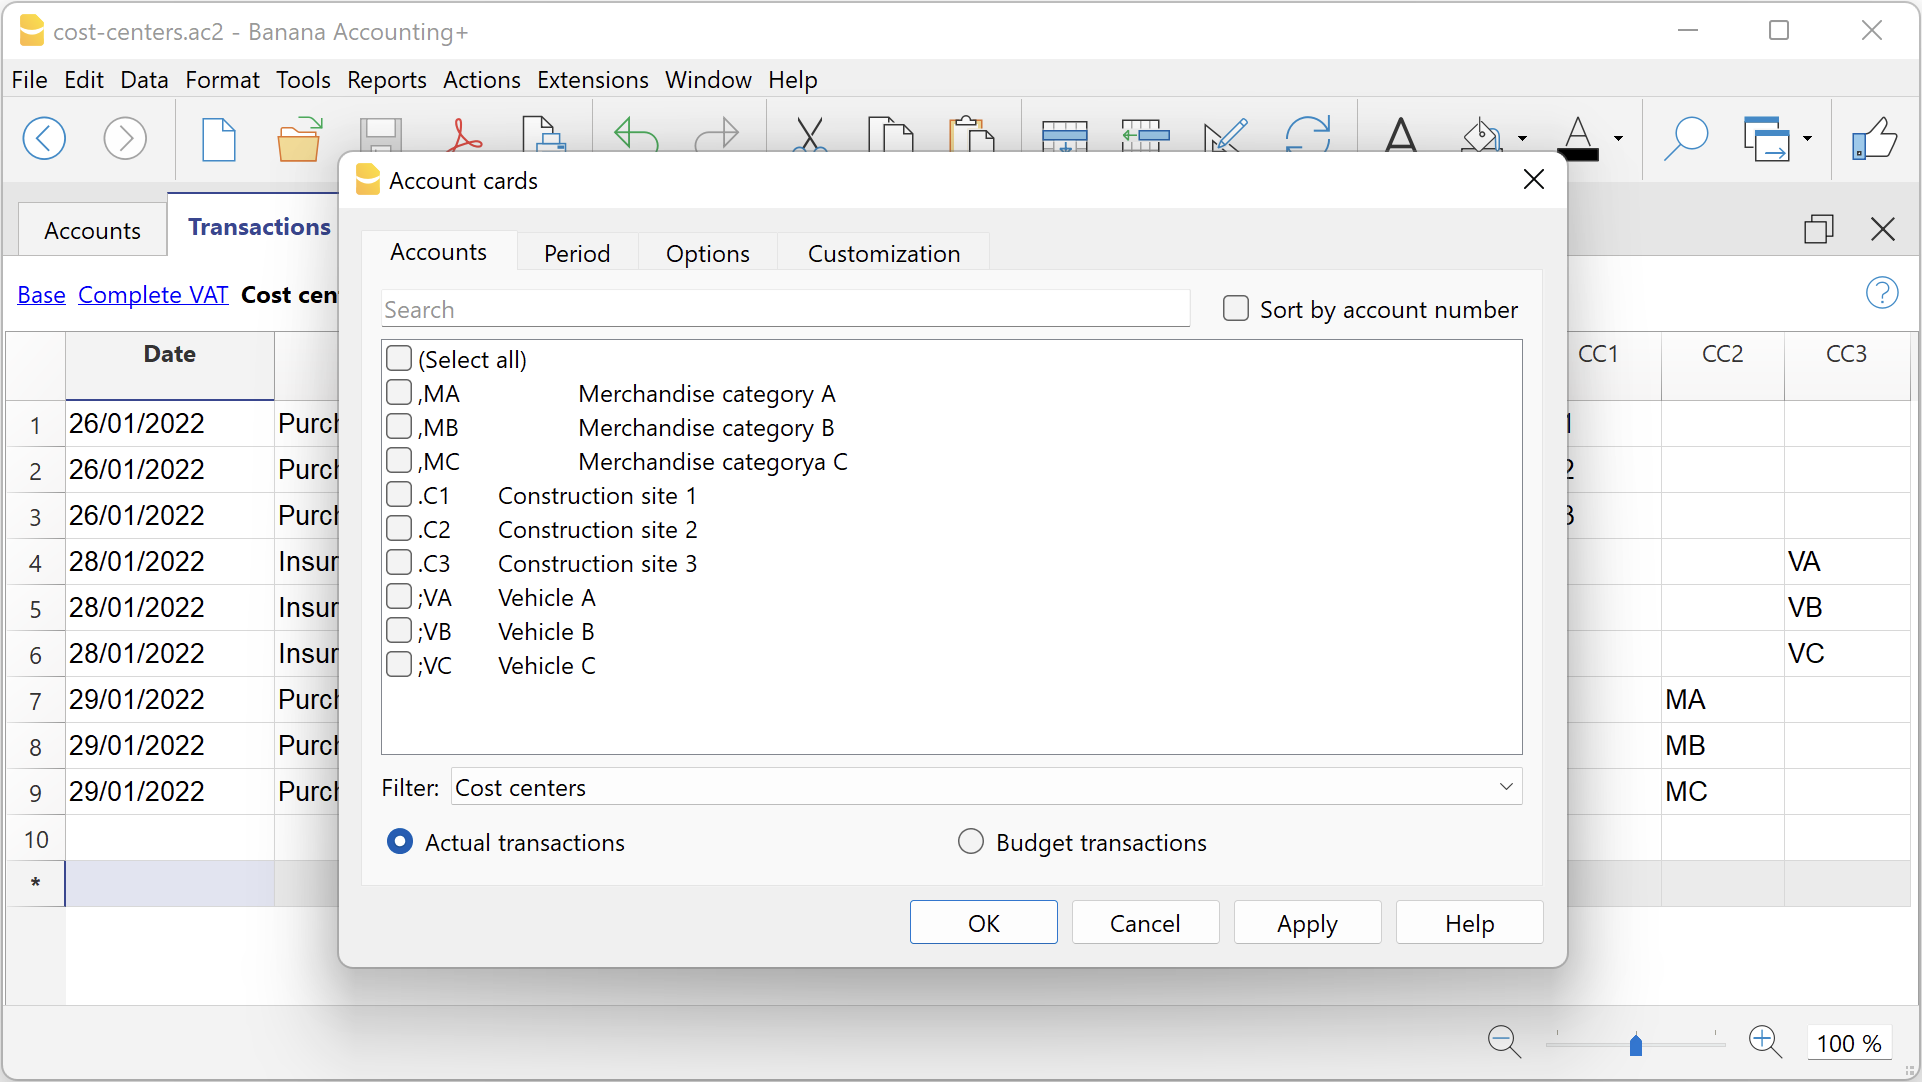 cost-centers.ac2 - Banana Accounting+
File Edit Data Format Tools Reports Actions Extensions Window Help
Account cards
Accounts Transactions
Accounts Period Options Customization
Base Complete VAT Cost cen
Search Sort by account number
Date CC1 CC2 CC3
(Select all)
,MA Merchandise category A
,MB Merchandise category B
,MC Merchandise categorya C
.C1 Construction site 1
.C2 Construction site 2
.C3 Construction site 3
;VA Vehicle A
;VB Vehicle B
;VC Vehicle C
1 26/01/2022 Purch 1
2 26/01/2022 Purch 2
3 26/01/2022 Purch 3
4 28/01/2022 Insur VA
5 28/01/2022 Insur VB
6 28/01/2022 Insur VC
7 29/01/2022 Purch MA
8 29/01/2022 Purch MB
9 29/01/2022 Purch MC
10
*
Filter: Cost centers
Actual transactions Budget transactions
OK Cancel Apply Help
100 %